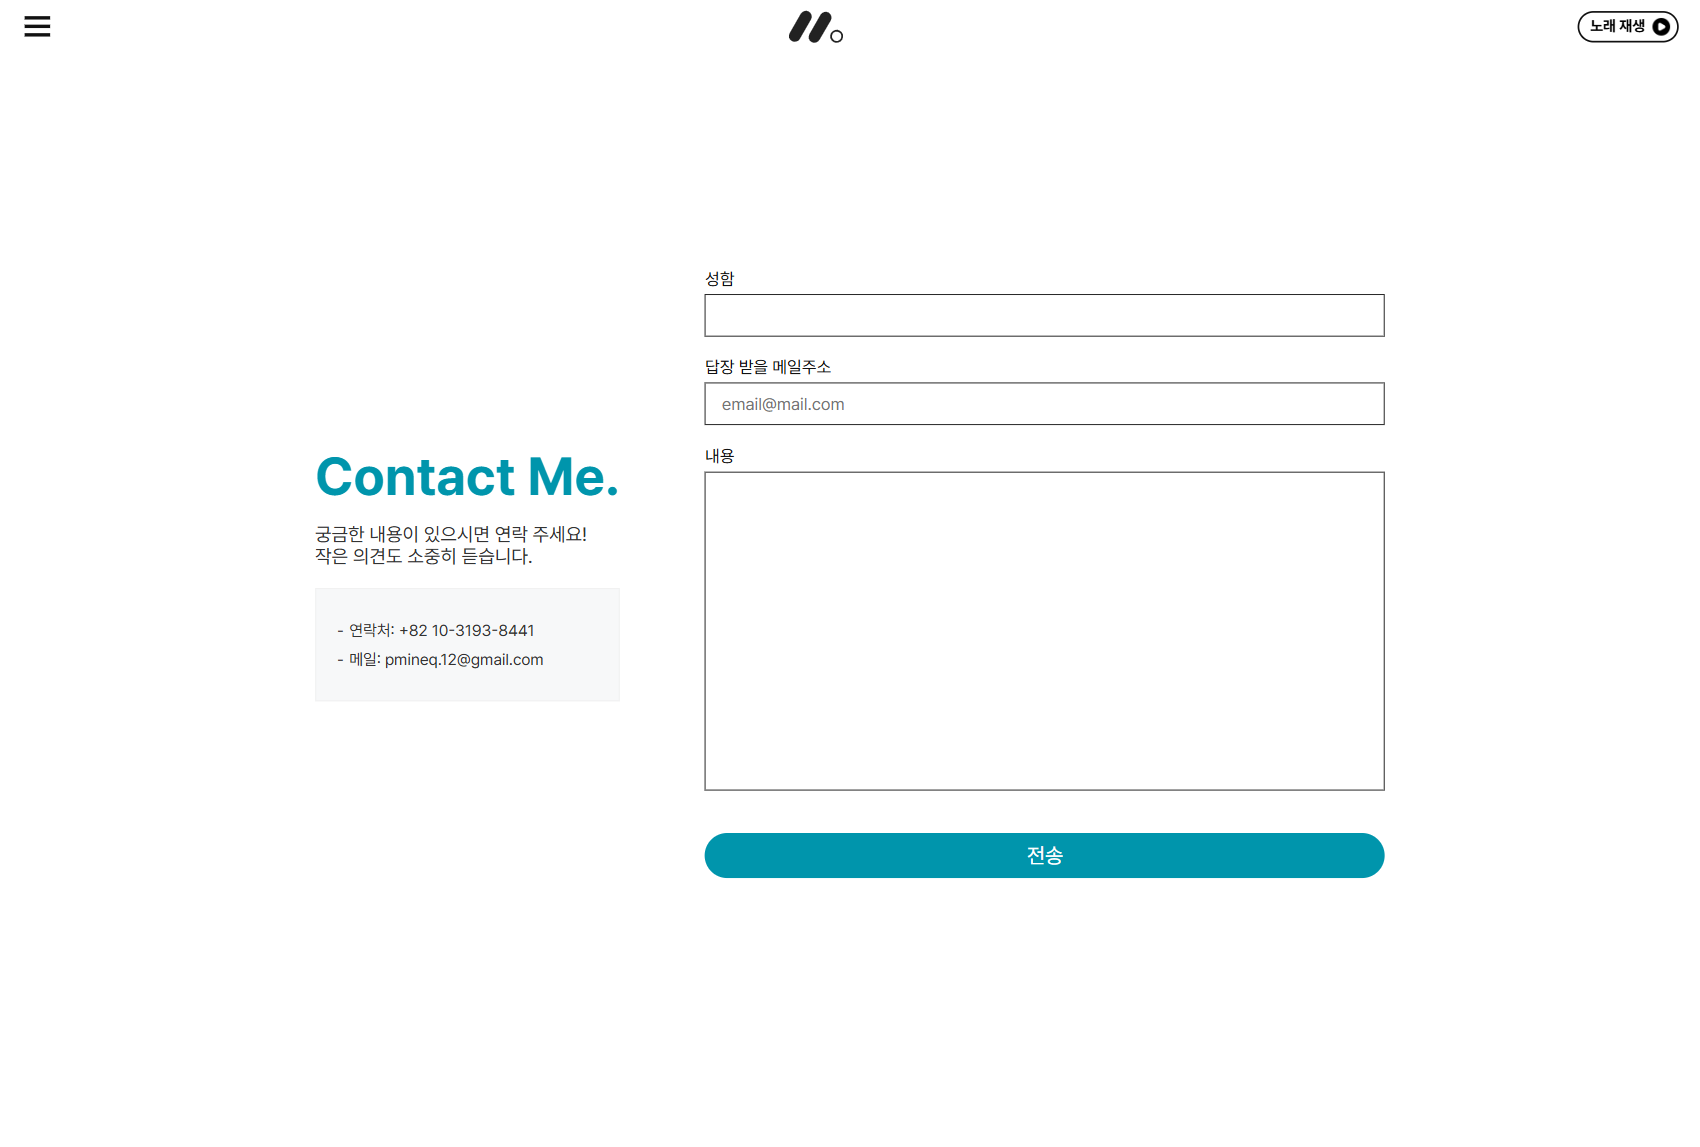 노래 재생
Contact Me.
궁금한 내용이 있으시면 연락 주세요!
작은 의견도 소중히 듣습니다.
- 연락처: +82 10-3193-8441
- 메일: pmineq.12@gmail.com
성함
답장 받을 메일주소
email@mail.com
내용
전송